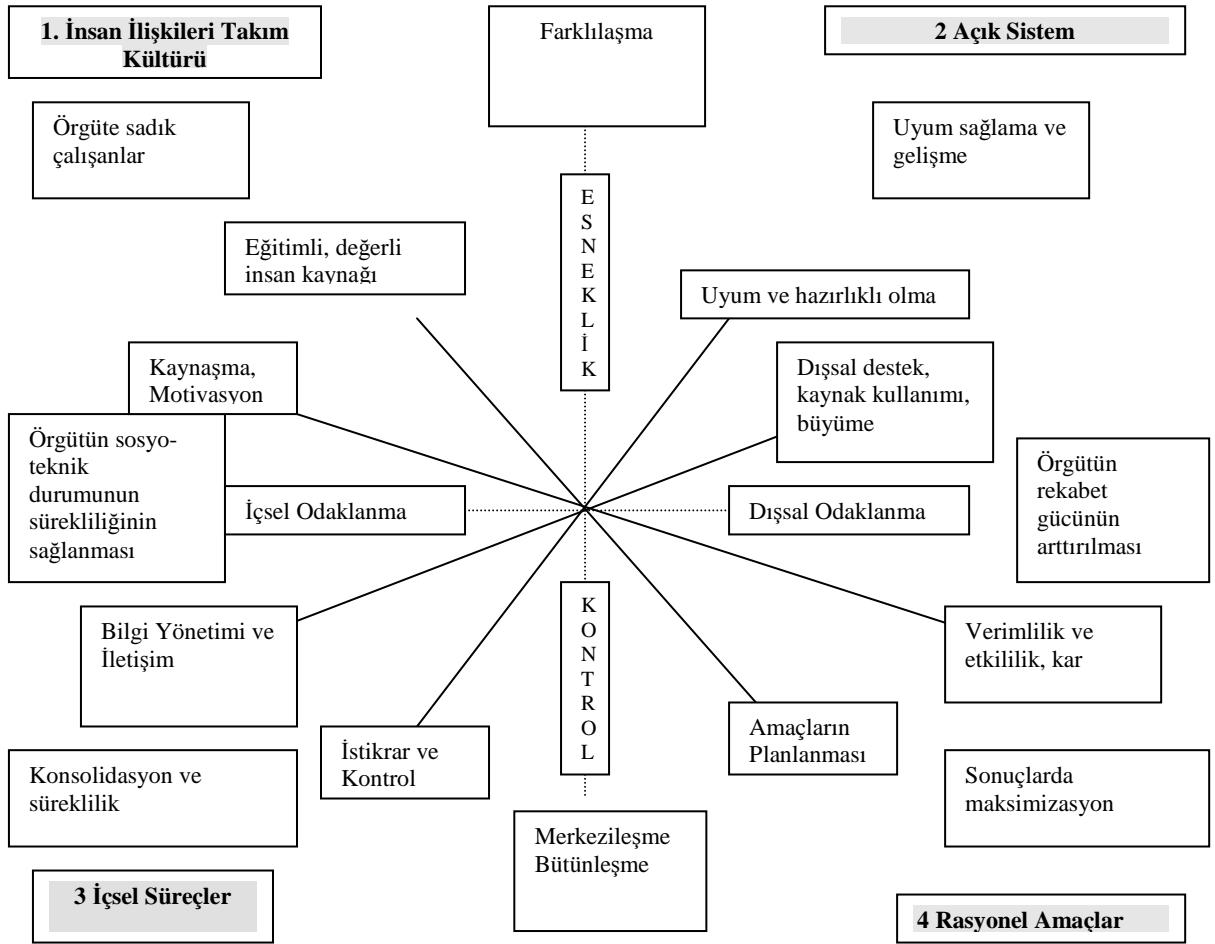 1. İnsan İlişkileri Takım
Kültürü
Farklılaşma
2 Açık Sistem
Örgüte sadık
çalışanlar
Uyum sağlama ve
gelişme
E
S
N
E
K
L
İ
K
Eğitimli, değerli
insan kaynağı
Uyum ve hazırlıklı olma
Kaynaşma,
Motivasyon
Dışsal destek,
kaynak kullanımı,
büyüme
Örgütün sosyo-
teknik
durumunun
sürekliliğinin
sağlanması
İçsel Odaklanma
Dışsal Odaklanma
Örgütün
rekabet
gücünün
arttırılması
K
O
N
T
R
O
L
Bilgi Yönetimi ve
İletişim
Verimlilik ve
etkililik, kar
İstikrar ve
Kontrol
Amaçların
Planlanması
Konsolidasyon ve
süreklilik
Sonuçlarda
maksimizasyon
Merkezileşme
Bütünleşme
3 İçsel Süreçler
4 Rasyonel Amaçlar